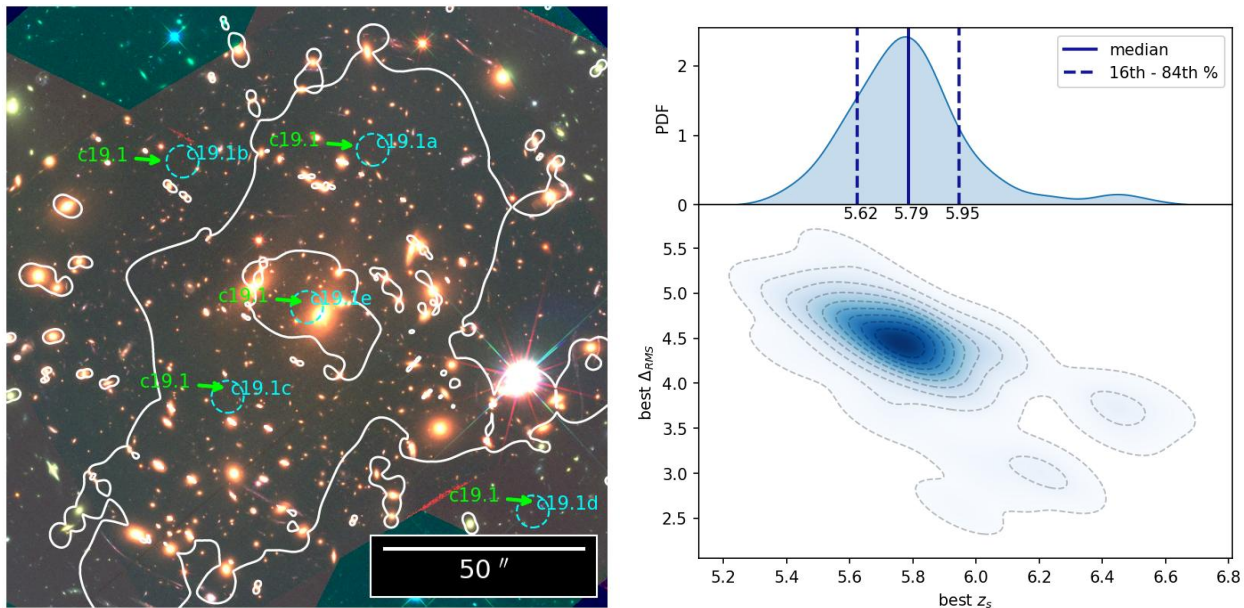 c19.1 c19.1a
c19.1 c19.1b
c19.1 c19.1e
c19.1 c19.1c
c19.1 c19.1d
50 "
median
16th - 84th %
PDF
2
1
0
5.62 5.79 5.95
best Δ_RMS
5.5
5.0
4.5
4.0
3.5
3.0
2.5
5.2 5.4 5.6 5.8 6.0 6.2 6.4 6.6 6.8
best z_s